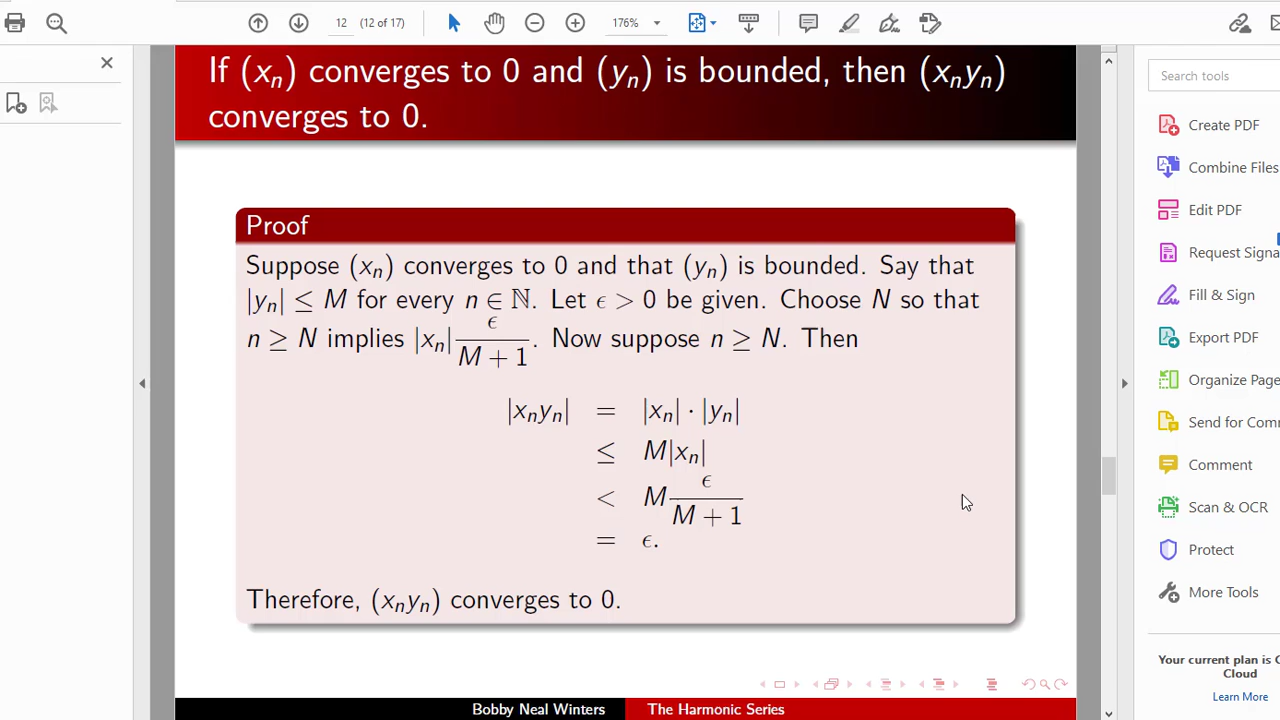 12 (12 of 17) 176%
If (xₙ) converges to 0 and (yₙ) is bounded, then (xₙyₙ)
converges to 0.
Proof
Suppose (xₙ) converges to 0 and that (yₙ) is bounded. Say that
|yₙ| ≤ M for every n ∈ ℕ. Let ϵ > 0 be given. Choose N so that
n ≥ N implies |xₙ| ϵ/(M + 1). Now suppose n ≥ N. Then
|xₙyₙ| = |xₙ| · |yₙ|
≤ M|xₙ|
< M ϵ/(M + 1)
= ϵ.
Therefore, (xₙyₙ) converges to 0.
Bobby Neal Winters The Harmonic Series
Search tools
Create PDF
Combine Files
Edit PDF
Request Signa
Fill & Sign
Export PDF
Organize Page
Send for Com
Comment
Scan & OCR
Protect
More Tools
Your current plan is C
Cloud
Learn More